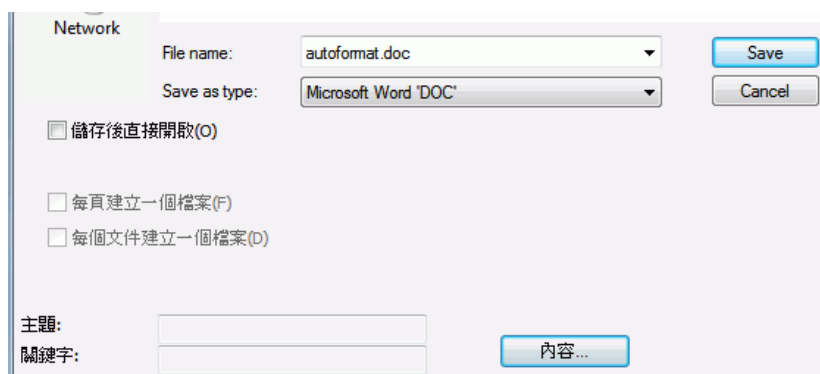 Network
File name: autoformat.doc Save
Save as type: Microsoft Word 'DOC' Cancel
儲存後直接開啟(O)
每頁建立一個檔案(F)
每個文件建立一個檔案(D)
主題:
關鍵字: 內容...